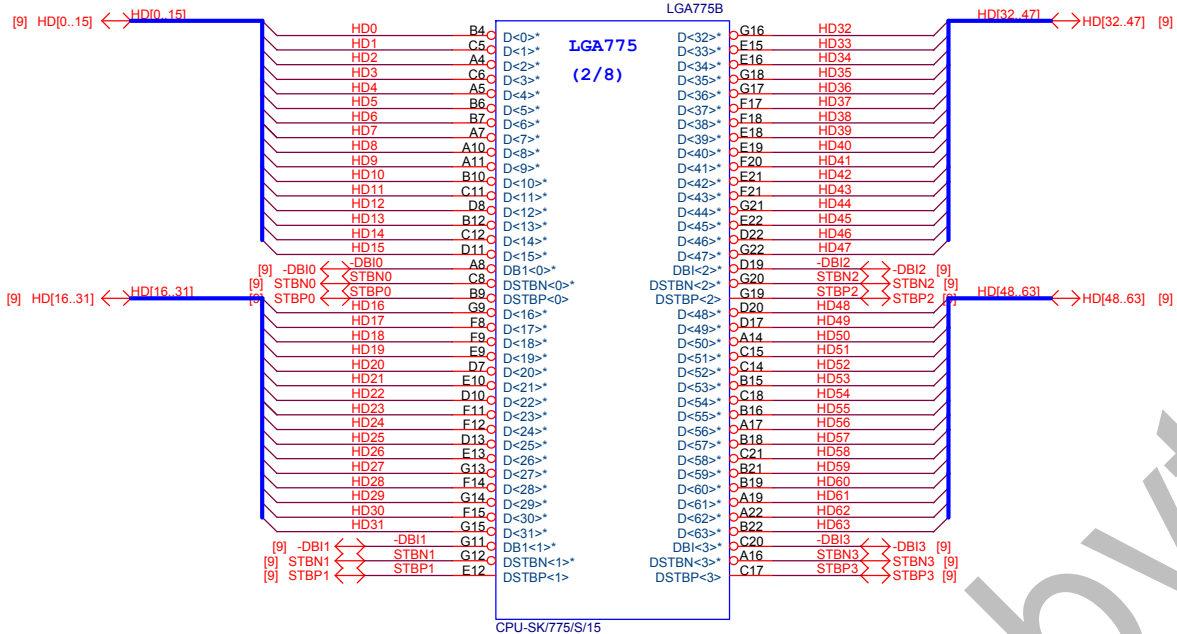 LGA775B
[9] HD[0..15] HD[0..15] HD[32..47] HD[32..47] [9]
LGA775
(2/8)
HD0 B4 D<0>* D<32>* G16 HD32
HD1 C5 D<1>* D<33>* E15 HD33
HD2 A4 D<2>* D<34>* E16 HD34
HD3 C6 D<3>* D<35>* G18 HD35
HD4 A5 D<4>* D<36>* G17 HD36
HD5 B6 D<5>* D<37>* F17 HD37
HD6 B7 D<6>* D<38>* F18 HD38
HD7 A7 D<7>* D<39>* E18 HD39
HD8 A10 D<8>* D<40>* E19 HD40
HD9 A11 D<9>* D<41>* F20 HD41
HD10 B10 D<10>* D<42>* E21 HD42
HD11 C11 D<11>* D<43>* F21 HD43
HD12 D8 D<12>* D<44>* G21 HD44
HD13 B12 D<13>* D<45>* E22 HD45
HD14 C12 D<14>* D<46>* D22 HD46
HD15 D11 D<15>* D<47>* G22 HD47
[9] -DBI0 -DBI0 A8 DB1<0>* DBI<2>* D19 -DBI2 -DBI2 [9]
[9] STBN0 STBN0 C8 DSTBN<0>* DSTBN<2>* G20 STBN2 STBN2 [9]
[9] STBP0 STBP0 B9 DSTBP<0> DSTBP<2> G19 STBP2 STBP2 [9]
[9] HD[16..31] HD[16..31] HD[48..63] HD[48..63] [9]
HD16 G9 D<16>* D<48>* D20 HD48
HD17 F8 D<17>* D<49>* D17 HD49
HD18 F9 D<18>* D<50>* A14 HD50
HD19 E9 D<19>* D<51>* C15 HD51
HD20 D7 D<20>* D<52>* C14 HD52
HD21 E10 D<21>* D<53>* B15 HD53
HD22 D10 D<22>* D<54>* C18 HD54
HD23 F11 D<23>* D<55>* B16 HD55
HD24 F12 D<24>* D<56>* A17 HD56
HD25 D13 D<25>* D<57>* B18 HD57
HD26 E13 D<26>* D<58>* C21 HD58
HD27 G13 D<27>* D<59>* B21 HD59
HD28 F14 D<28>* D<60>* B19 HD60
HD29 G14 D<29>* D<61>* A19 HD61
HD30 F15 D<30>* D<62>* A22 HD62
HD31 G15 D<31>* D<63>* B22 HD63
[9] -DBI1 -DBI1 G11 DB1<1>* DBI<3>* C20 -DBI3 -DBI3 [9]
[9] STBN1 STBN1 G12 DSTBN<1>* DSTBN<3>* A16 STBN3 STBN3 [9]
[9] STBP1 STBP1 E12 DSTBP<1> DSTBP<3> C17 STBP3 STBP3 [9]
CPU-SK/775/S/15